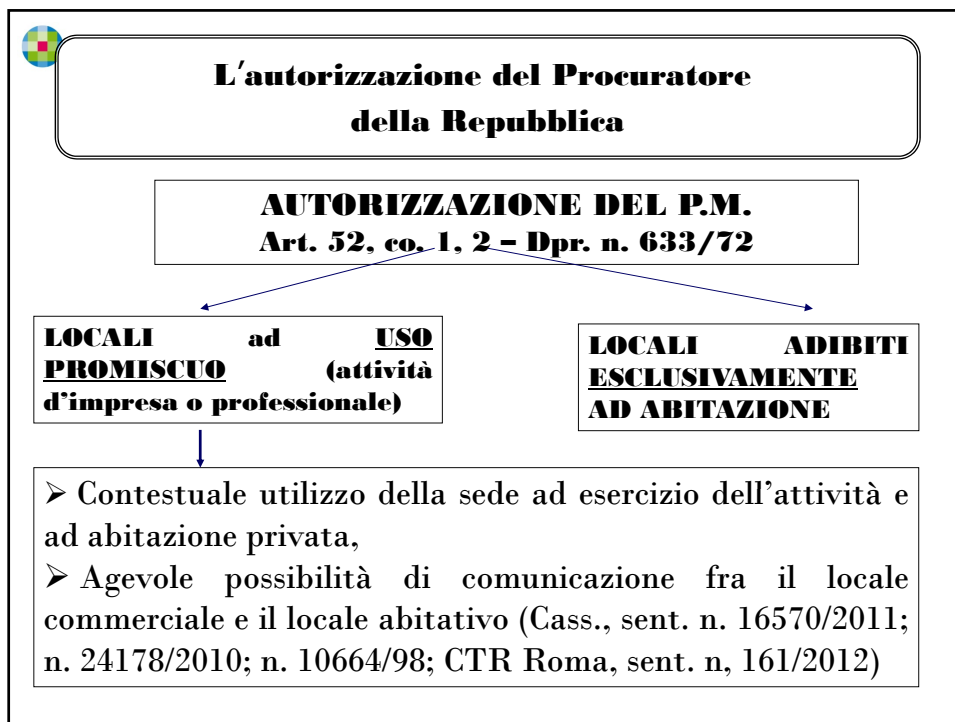 L'autorizzazione del Procuratore
della Repubblica
AUTORIZZAZIONE DEL P.M.
Art. 52, co. 1, 2 – Dpr. n. 633/72
LOCALI ad USO
PROMISCUO (attività
d'impresa o professionale)
LOCALI ADIBITI
ESCLUSIVAMENTE
AD ABITAZIONE
➢ Contestuale utilizzo della sede ad esercizio dell'attività e
ad abitazione privata,
➢ Agevole possibilità di comunicazione fra il locale
commerciale e il locale abitativo (Cass., sent. n. 16570/2011;
n. 24178/2010; n. 10664/98; CTR Roma, sent. n, 161/2012)